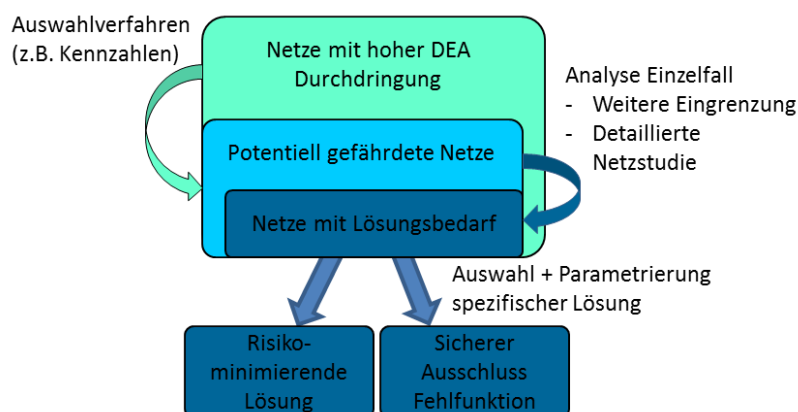 Auswahlverfahren
(z.B. Kennzahlen)
Netze mit hoher DEA
Durchdringung
Analyse Einzelfall
- Weitere Eingrenzung
- Detaillierte
Netzstudie
Potentiell gefährdete Netze
Netze mit Lösungsbedarf
Auswahl + Parametrierung
spezifischer Lösung
Risiko-
minimierende
Lösung
Sicherer
Ausschluss
Fehlfunktion